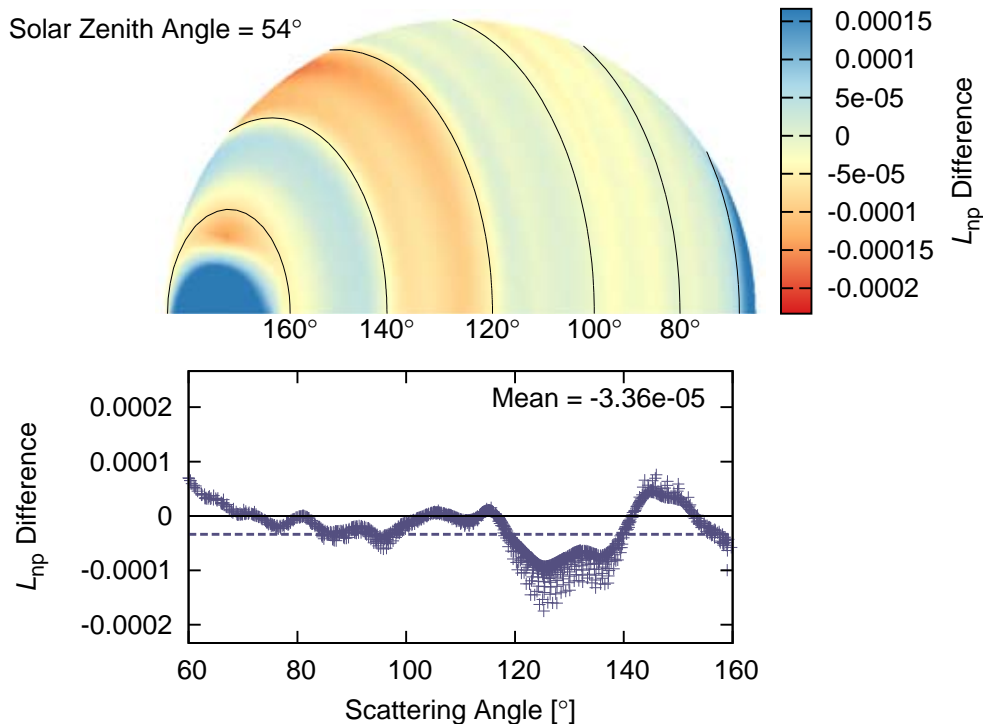 Solar Zenith Angle = 54°
0.00015
0.0001
5e-05
0
-5e-05
-0.0001
-0.00015
-0.0002
Lnp Difference
160° 140° 120° 100° 80°
Mean = -3.36e-05
0.0002
0.0001
0
-0.0001
-0.0002
Lnp Difference
60 80 100 120 140 160
Scattering Angle [°]